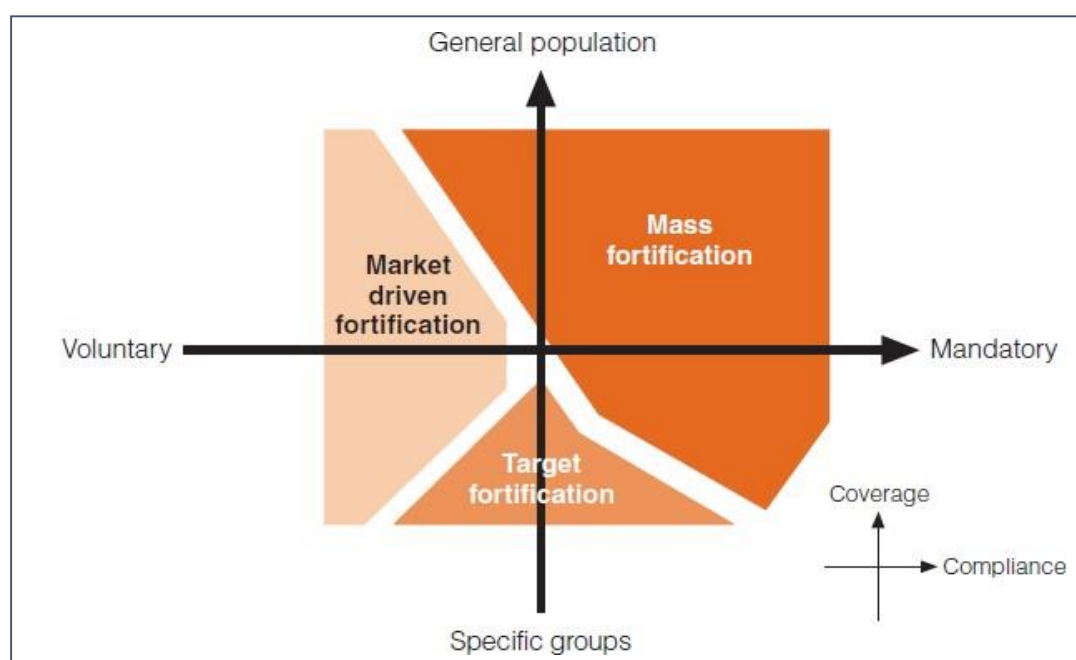 General population
Mass
fortification
Market
driven
fortification
Voluntary
Mandatory
Target
fortification
Coverage
Compliance
Specific groups